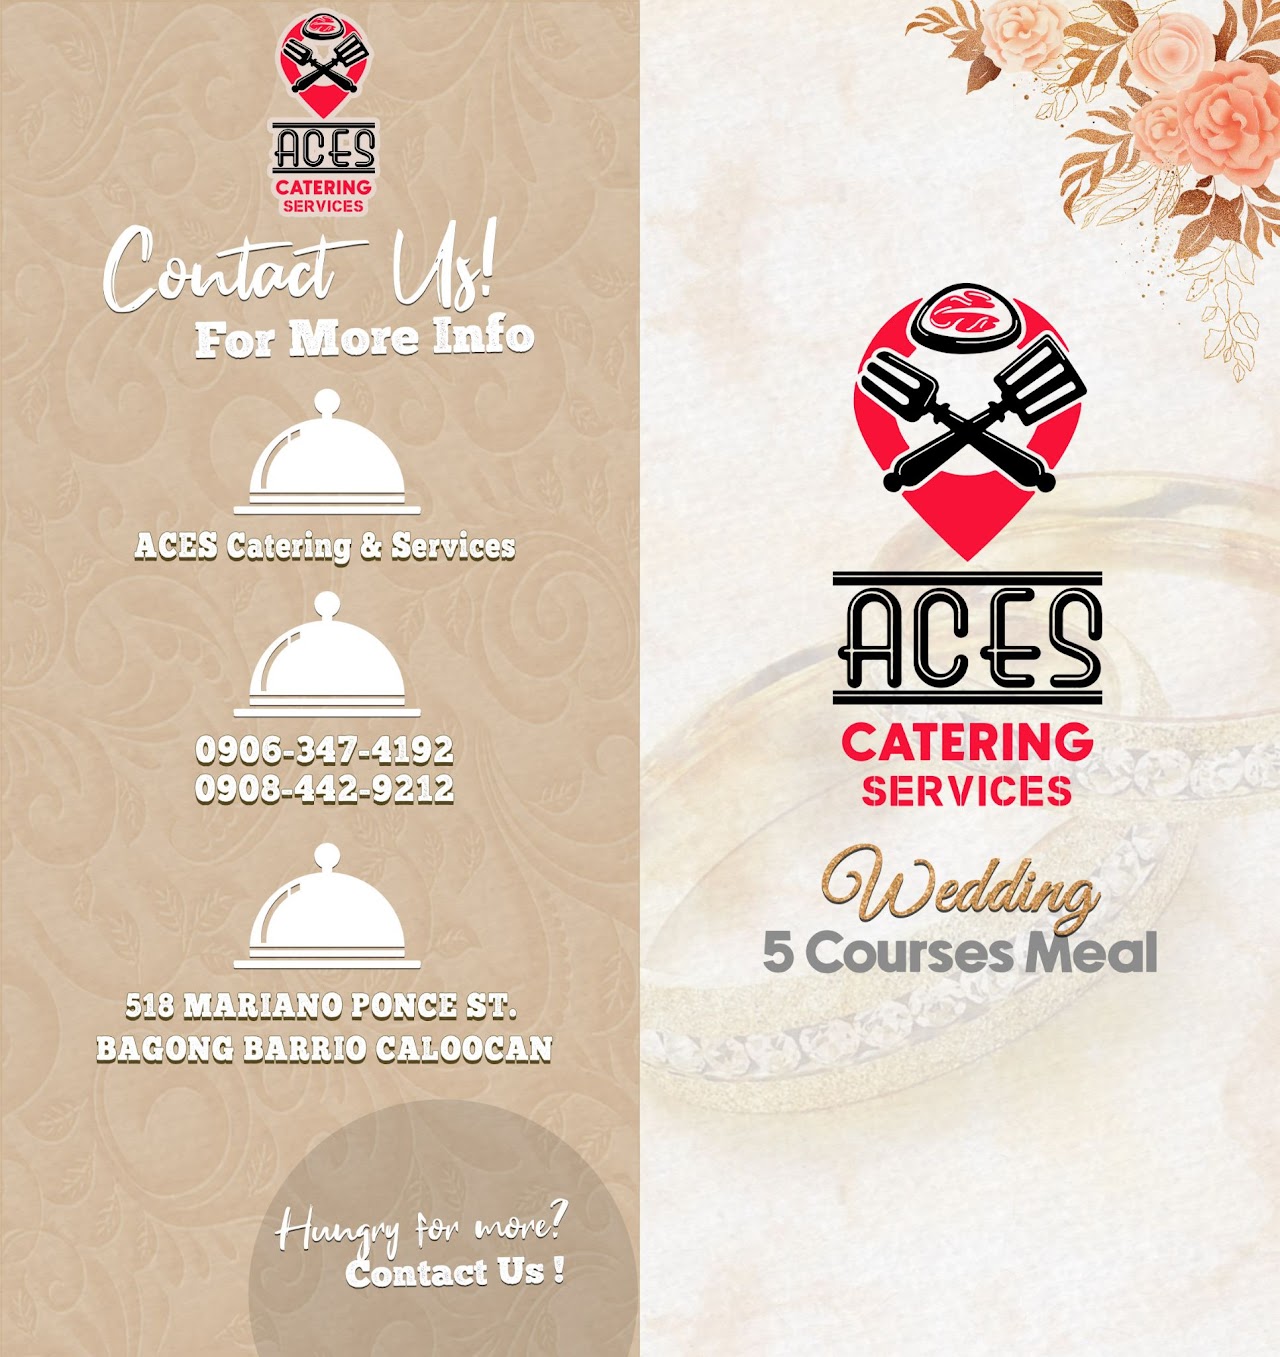 ACES
CATERING
SERVICES
Contact Us!
For More Info
ACES Catering & Services
0906-347-4192
0908-442-9212
518 MARIANO PONCE ST.
BAGONG BARRIO CALOOCAN
Hungry for more?
Contact Us !
ACES
CATERING
SERVICES
Wedding
5 Courses Meal